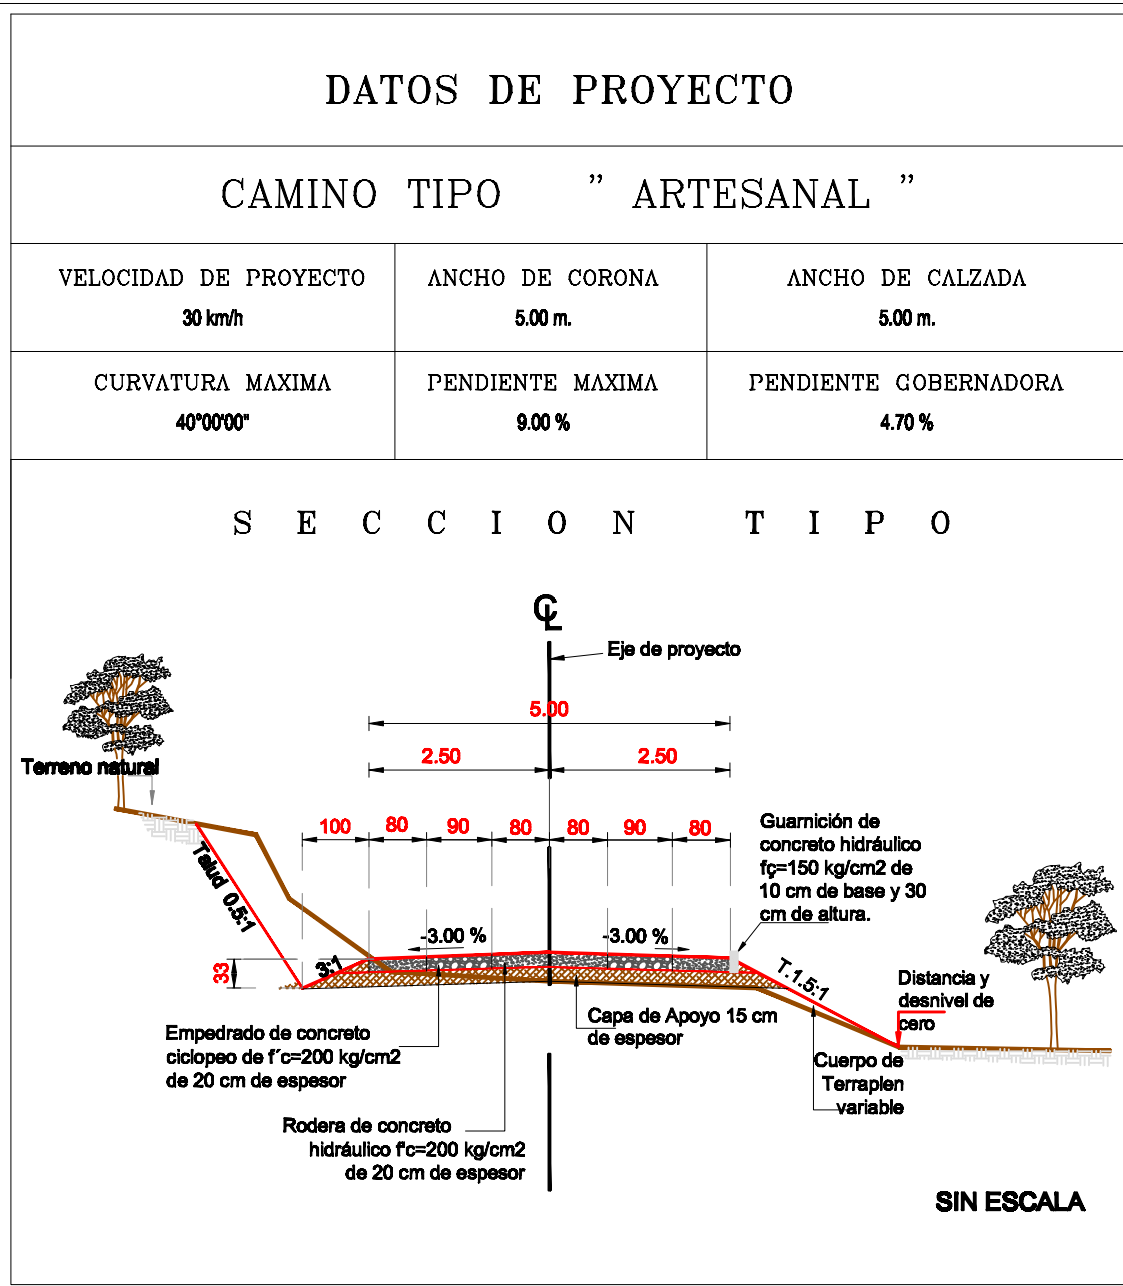 DATOS DE PROYECTO
CAMINO TIPO " ARTESANAL "
VELOCIDAD DE PROYECTO
30 km/h
ANCHO DE CORONA
5.00 m.
ANCHO DE CALZADA
5.00 m.
CURVATURA MAXIMA
40°00'00"
PENDIENTE MAXIMA
9.00 %
PENDIENTE GOBERNADORA
4.70 %
SECCION TIPO
CL
Eje de proyecto
5.00
2.50
2.50
Terreno natural
100
80
90
80
80
90
80
Guarnición de
concreto hidráulico
fç=150 kg/cm2 de
10 cm de base y 30
cm de altura.
Talud 0.5:1
-3.00 %
-3.00 %
33
3:1
T.1.5:1
Distancia y
desnivel de
cero
Empedrado de concreto
ciclopeo de f´c=200 kg/cm2
de 20 cm de espesor
Capa de Apoyo 15 cm
de espesor
Cuerpo de
Terraplen
variable
Rodera de concreto
hidráulico f'c=200 kg/cm2
de 20 cm de espesor
SIN ESCALA